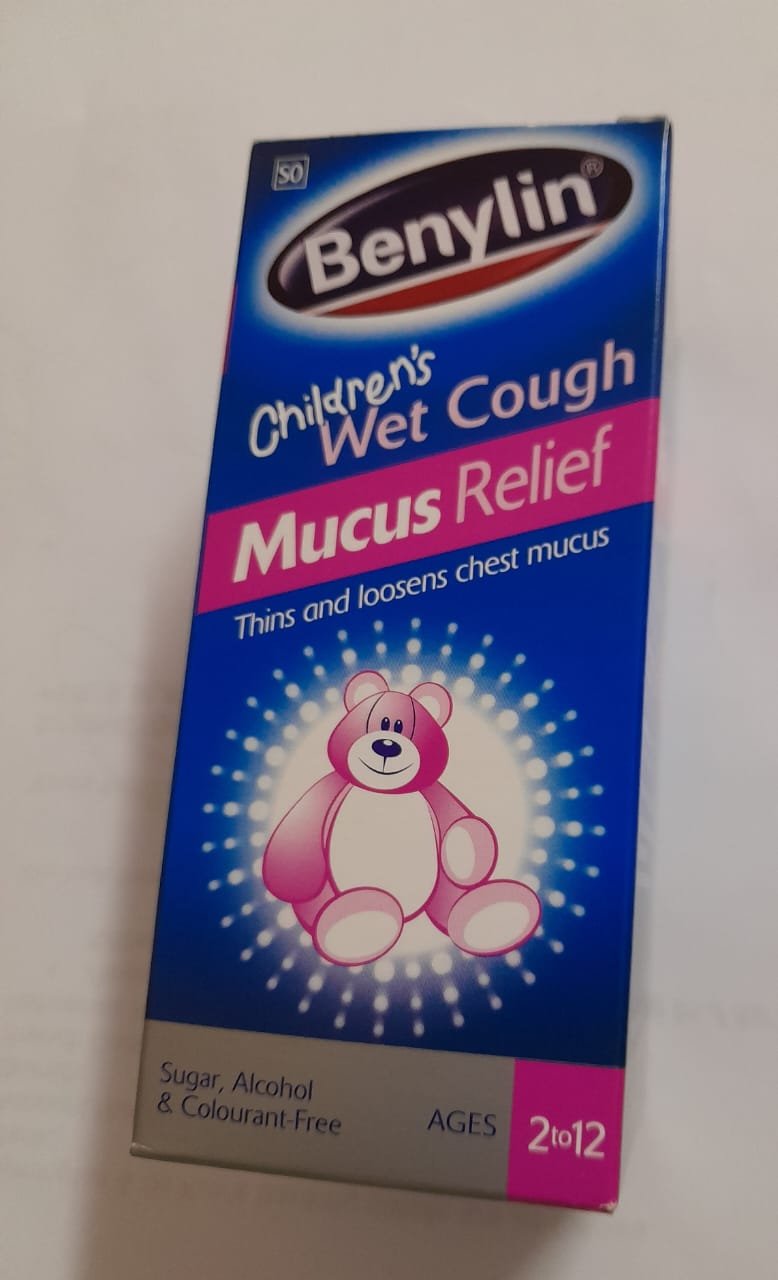 S0
Benylin®
Children's
Wet Cough
Mucus Relief
Thins and loosens chest mucus
Sugar, Alcohol
& Colourant-Free
AGES 2to12